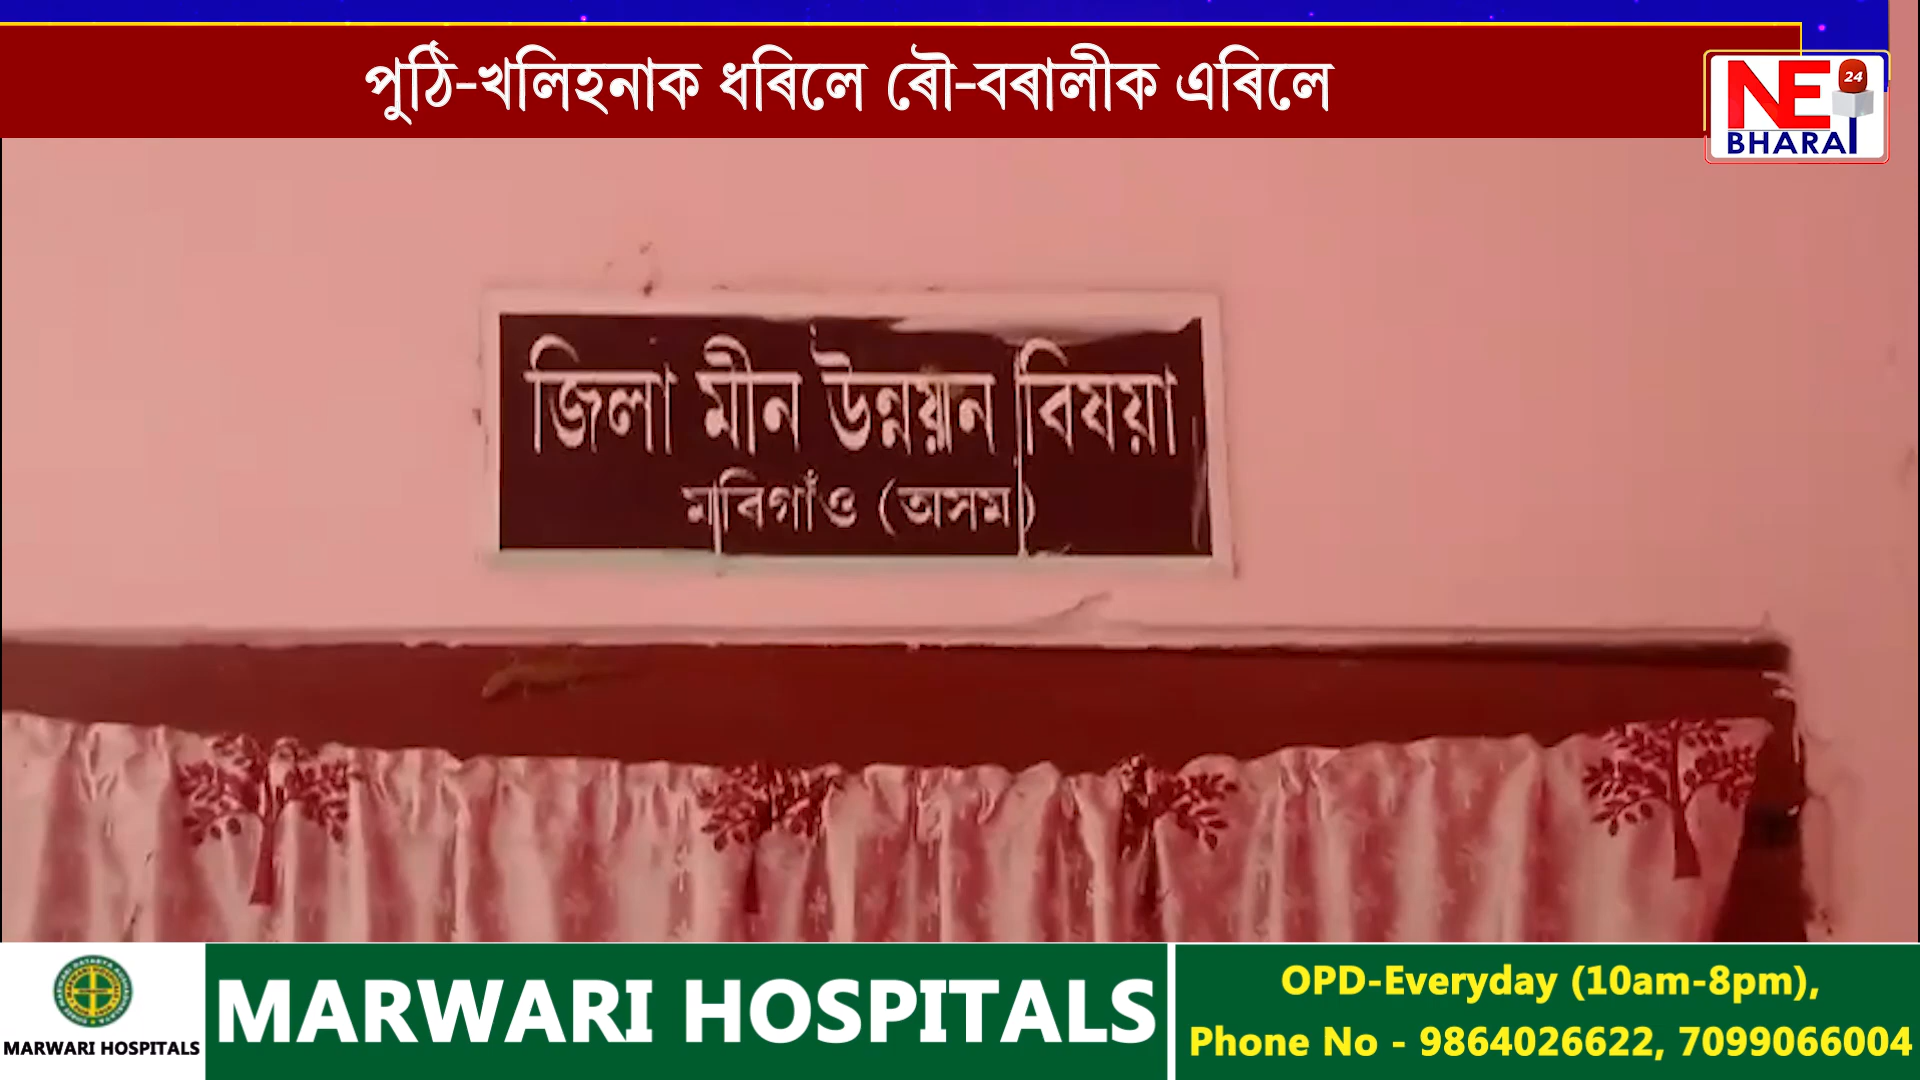 পুঠি-খলিহনাক ধৰিলে ৰৌ-বৰালীক এৰিলে
NE 24
BHARAT
জিলা মীন উন্নয়ন বিষয়া
মৰিগাঁও (অসম)
MARWARI HOSPITALS
MARWARI HOSPITALS
OPD-Everyday (10am-8pm),
Phone No - 9864026622, 7099066004